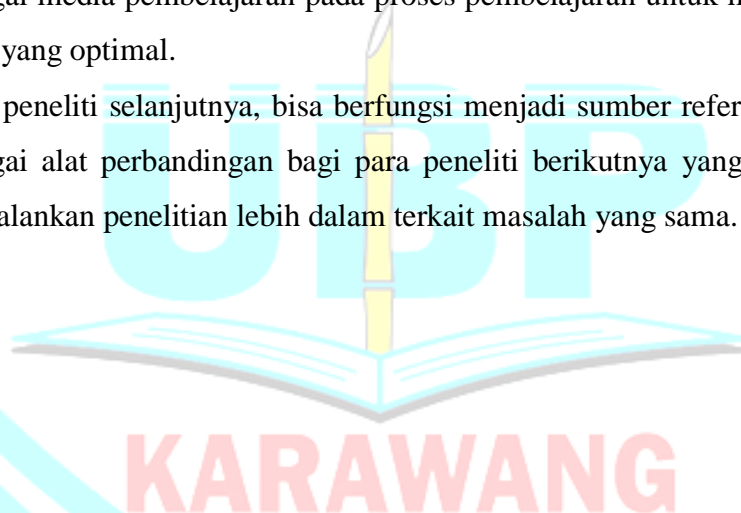 gai media pembelajaran pada proses pembelajaran untuk
yang optimal.
peneliti selanjutnya, bisa berfungsi menjadi sumber refer
gai alat perbandingan bagi para peneliti berikutnya yang
alankan penelitian lebih dalam terkait masalah yang sama.
UBP
KARAWANG